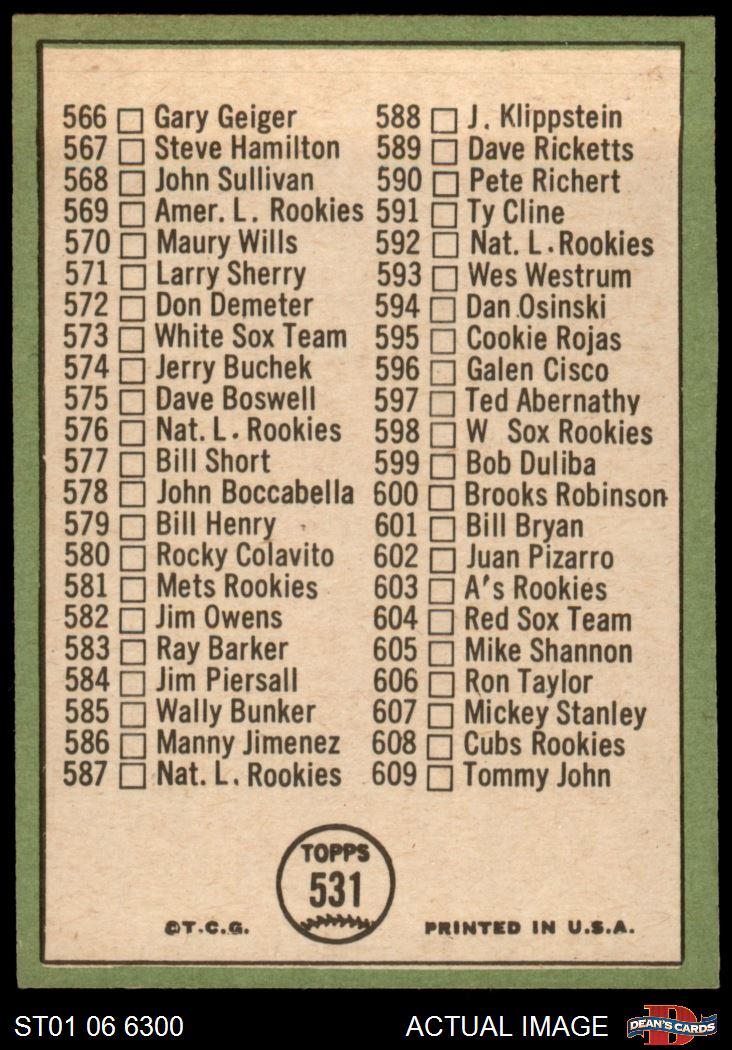 566 Gary Geiger
567 Steve Hamilton
568 John Sullivan
569 Amer. L. Rookies
570 Maury Wills
571 Larry Sherry
572 Don Demeter
573 White Sox Team
574 Jerry Buchek
575 Dave Boswell
576 Nat. L. Rookies
577 Bill Short
578 John Boccabella
579 Bill Henry
580 Rocky Colavito
581 Mets Rookies
582 Jim Owens
583 Ray Barker
584 Jim Piersall
585 Wally Bunker
586 Manny Jimenez
587 Nat. L. Rookies
588 J. Klippstein
589 Dave Ricketts
590 Pete Richert
591 Ty Cline
592 Nat. L. Rookies
593 Wes Westrum
594 Dan Osinski
595 Cookie Rojas
596 Galen Cisco
597 Ted Abernathy
598 W Sox Rookies
599 Bob Duliba
600 Brooks Robinson
601 Bill Bryan
602 Juan Pizarro
603 A's Rookies
604 Red Sox Team
605 Mike Shannon
606 Ron Taylor
607 Mickey Stanley
608 Cubs Rookies
609 Tommy John
TOPPS
531
©T.C.G.
PRINTED IN U.S.A.
ST01 06 6300
ACTUAL IMAGE
D
DEAN'S CARDS